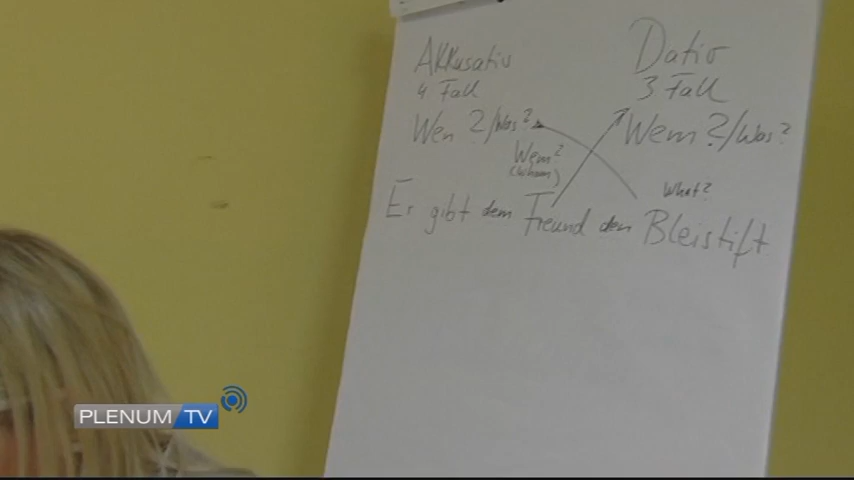 Akkusativ
4. Fall
Wen?/Was?
Dativ
3 Fall
Wem?/Was?
Wem?
(whom)
What?
Er gibt dem Freund den Bleistift
PLENUM TV